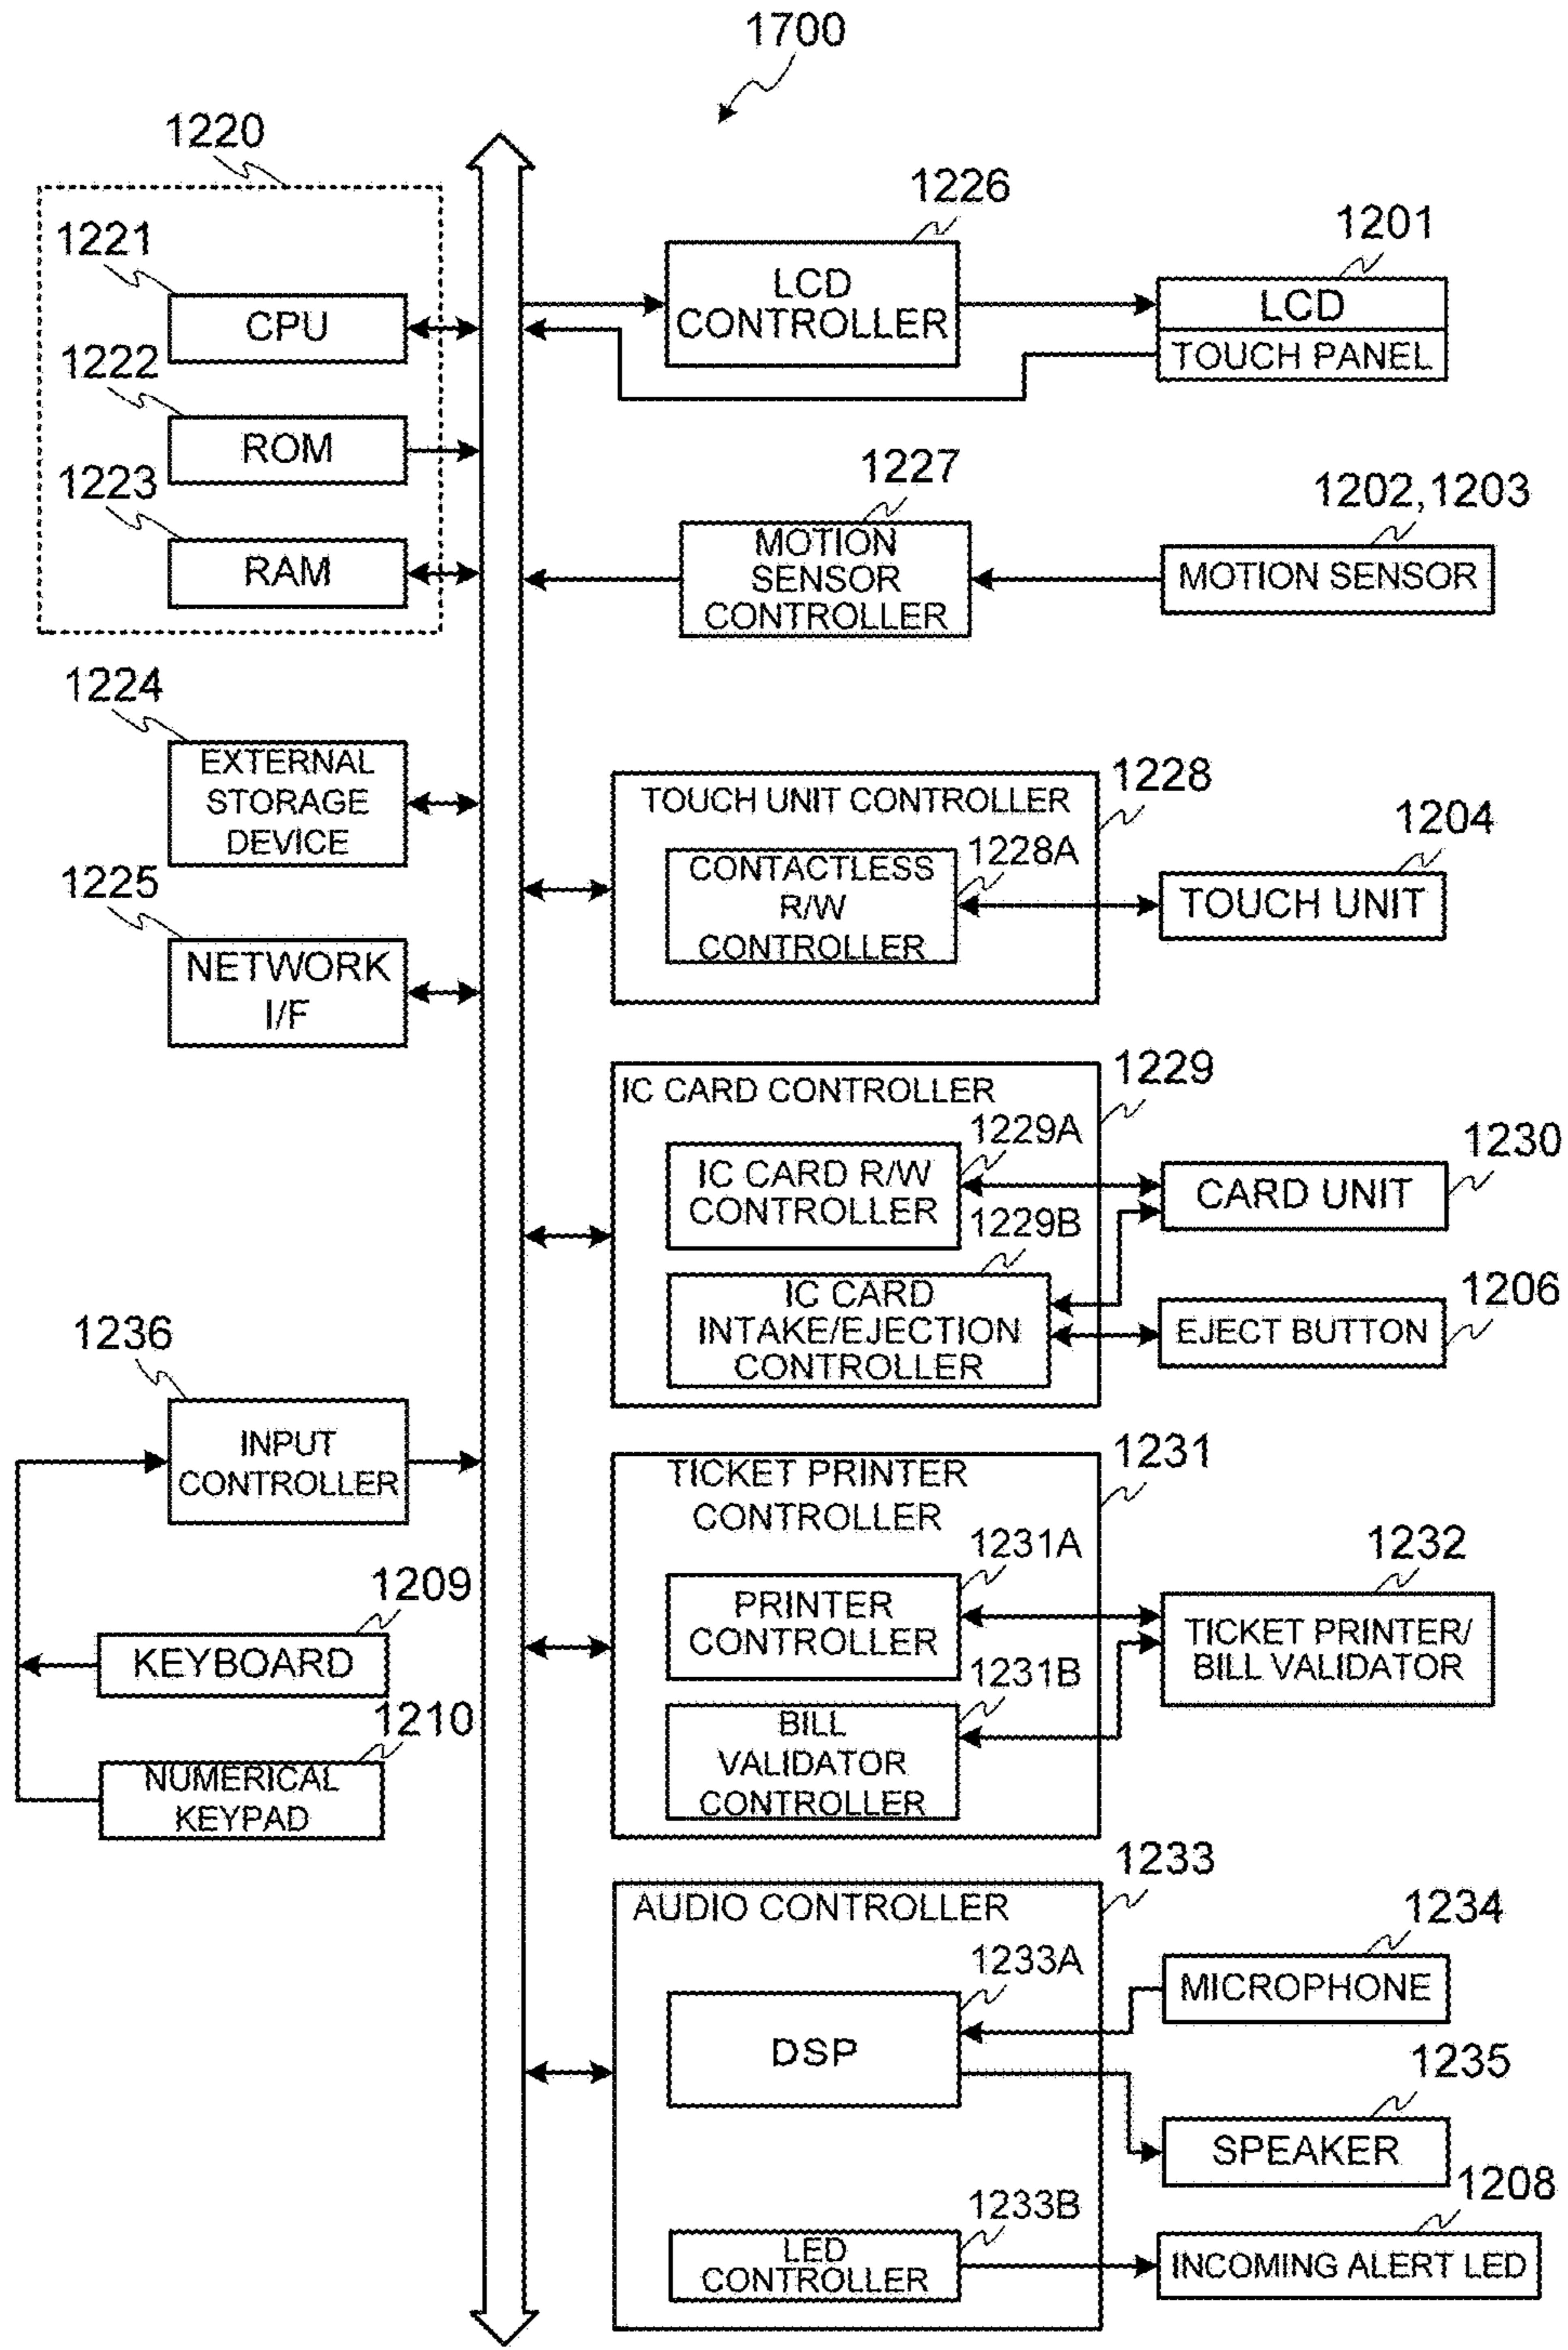 1700
1220
1221
CPU
1222
ROM
1223
RAM
1224
EXTERNAL
STORAGE
DEVICE
1225
NETWORK
I/F
1236
INPUT
CONTROLLER
1209
KEYBOARD
1210
NUMERICAL
KEYPAD
1226
LCD
CONTROLLER
1201
LCD
TOUCH PANEL
1227
MOTION
SENSOR
CONTROLLER
1202,1203
MOTION SENSOR
1228
TOUCH UNIT CONTROLLER
1228A
CONTACTLESS
R/W
CONTROLLER
1204
TOUCH UNIT
1229
IC CARD CONTROLLER
1229A
IC CARD R/W
CONTROLLER
1230
CARD UNIT
1229B
IC CARD
INTAKE/EJECTION
CONTROLLER
1206
EJECT BUTTON
1231
TICKET PRINTER
CONTROLLER
1231A
PRINTER
CONTROLLER
1232
TICKET PRINTER/
BILL VALIDATOR
1231B
BILL
VALIDATOR
CONTROLLER
1233
AUDIO CONTROLLER
1233A
DSP
1234
MICROPHONE
1235
SPEAKER
1233B
LED
CONTROLLER
1208
INCOMING ALERT LED